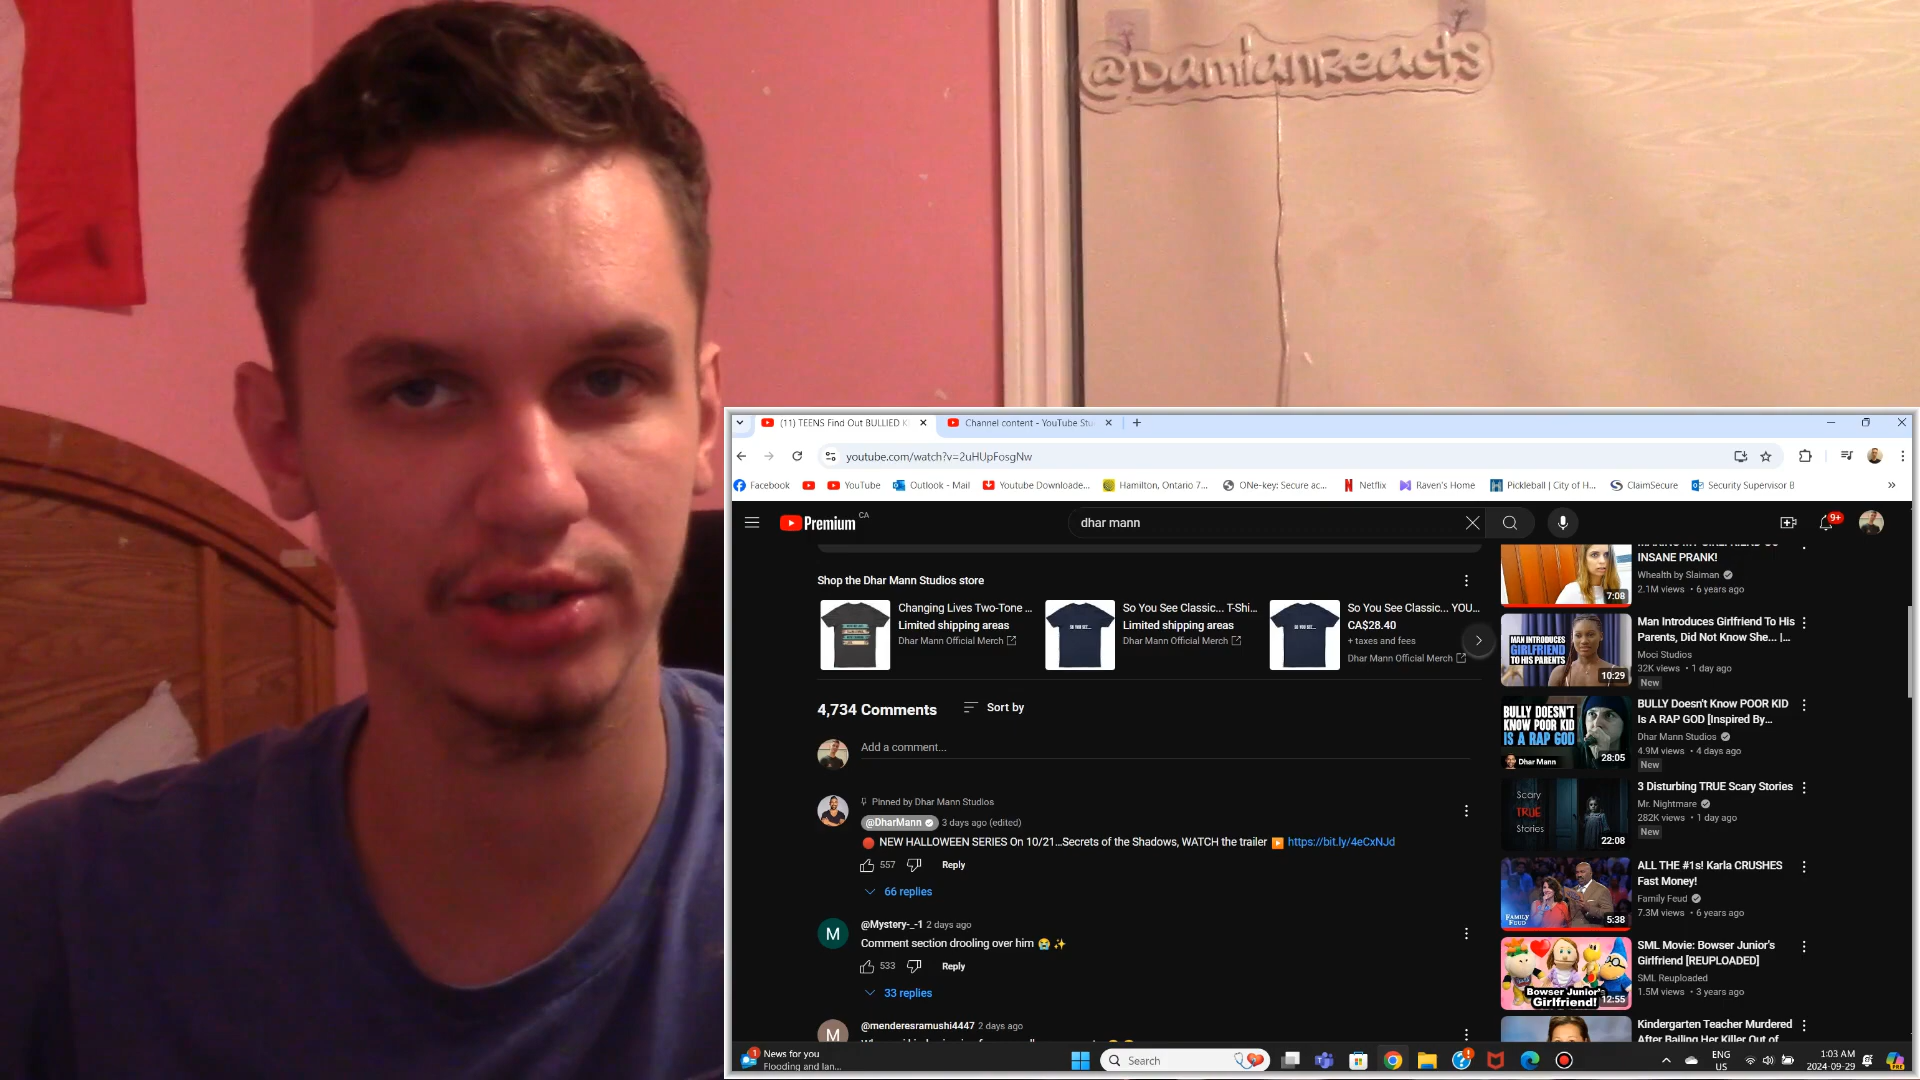 @DamianReacts
(11) TEENS Find Out BULLIED K
Channel content - YouTube Stu
youtube.com/watch?v=2uHUpFosgNw
Facebook
YouTube
Outlook - Mail
Youtube Downloade...
Hamilton, Ontario 7...
ONe-key: Secure ac...
Netflix
Raven's Home
Pickleball | City of H...
ClaimSecure
Security Supervisor B
Premium CA
dhar mann
9+
Shop the Dhar Mann Studios store
Changing Lives Two-Tone ...
Limited shipping areas
Dhar Mann Official Merch
So You See Classic... T-Shi...
Limited shipping areas
Dhar Mann Official Merch
So You See Classic... YOU...
CA$28.40
+ taxes and fees
Dhar Mann Official Merch
4,734 Comments
Sort by
Add a comment...
Pinned by Dhar Mann Studios
@DharMann 3 days ago (edited)
🔴 NEW HALLOWEEN SERIES On 10/21...Secrets of the Shadows, WATCH the trailer ▶️ https://bit.ly/4eCxNJd
557
Reply
66 replies
M
@Mystery-_-1 2 days ago
Comment section drooling over him 😭 ✨
533
Reply
33 replies
M
@menderesramushi4447 2 days ago
INSANE PRANK!
Whealth by Slaiman
2.1M views • 6 years ago
7:08
MAN INTRODUCES
GIRLFRIEND
TO HIS PARENTS
10:29
Man Introduces Girlfriend To His
Parents, Did Not Know She... |...
Moci Studios
32K views • 1 day ago
New
BULLY DOESN'T
KNOW POOR KID
IS A RAP GOD
Dhar Mann
28:05
BULLY Doesn't Know POOR KID
Is A RAP GOD [Inspired By...
Dhar Mann Studios
4.9M views • 4 days ago
New
Scary
TRUE
Stories
22:08
3 Disturbing TRUE Scary Stories
Mr. Nightmare
282K views • 1 day ago
New
FAMILY
FEUD
5:38
ALL THE #1s! Karla CRUSHES
Fast Money!
Family Feud
7.3M views • 6 years ago
Bowser Junior's
Girlfriend!
12:55
SML Movie: Bowser Junior's
Girlfriend [REUPLOADED]
SML Reuploaded
1.5M views • 3 years ago
Kindergarten Teacher Murdered
After Bailing Her Killer Out of
1
News for you
Flooding and lan...
Search
ENG
US
1:03 AM
2024-09-29